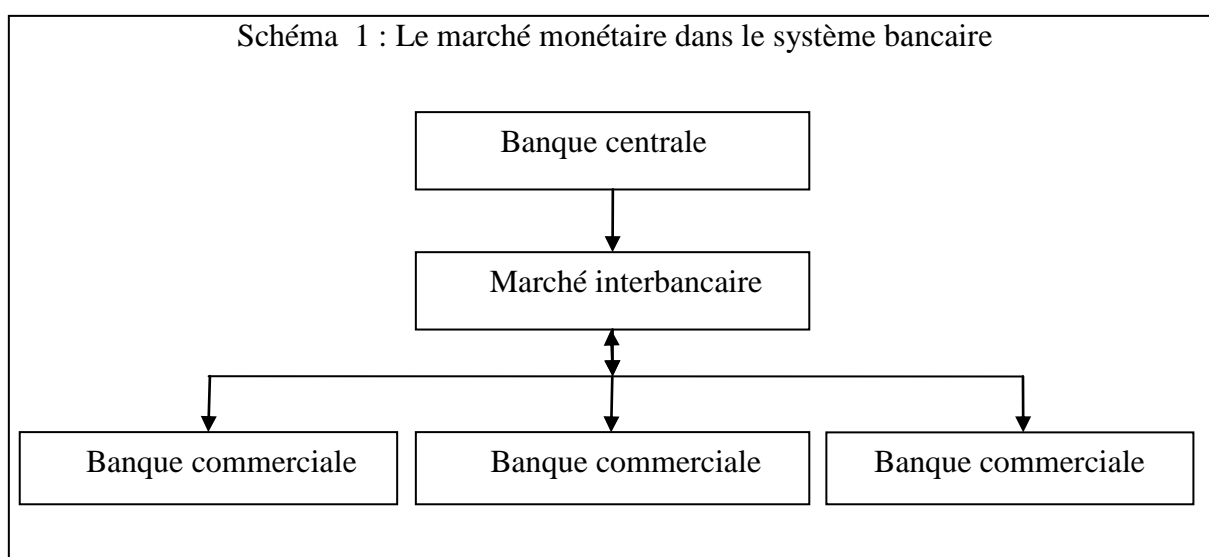 Schéma 1 : Le marché monétaire dans le système bancaire
Banque centrale
Marché interbancaire
Banque commerciale
Banque commerciale
Banque commerciale